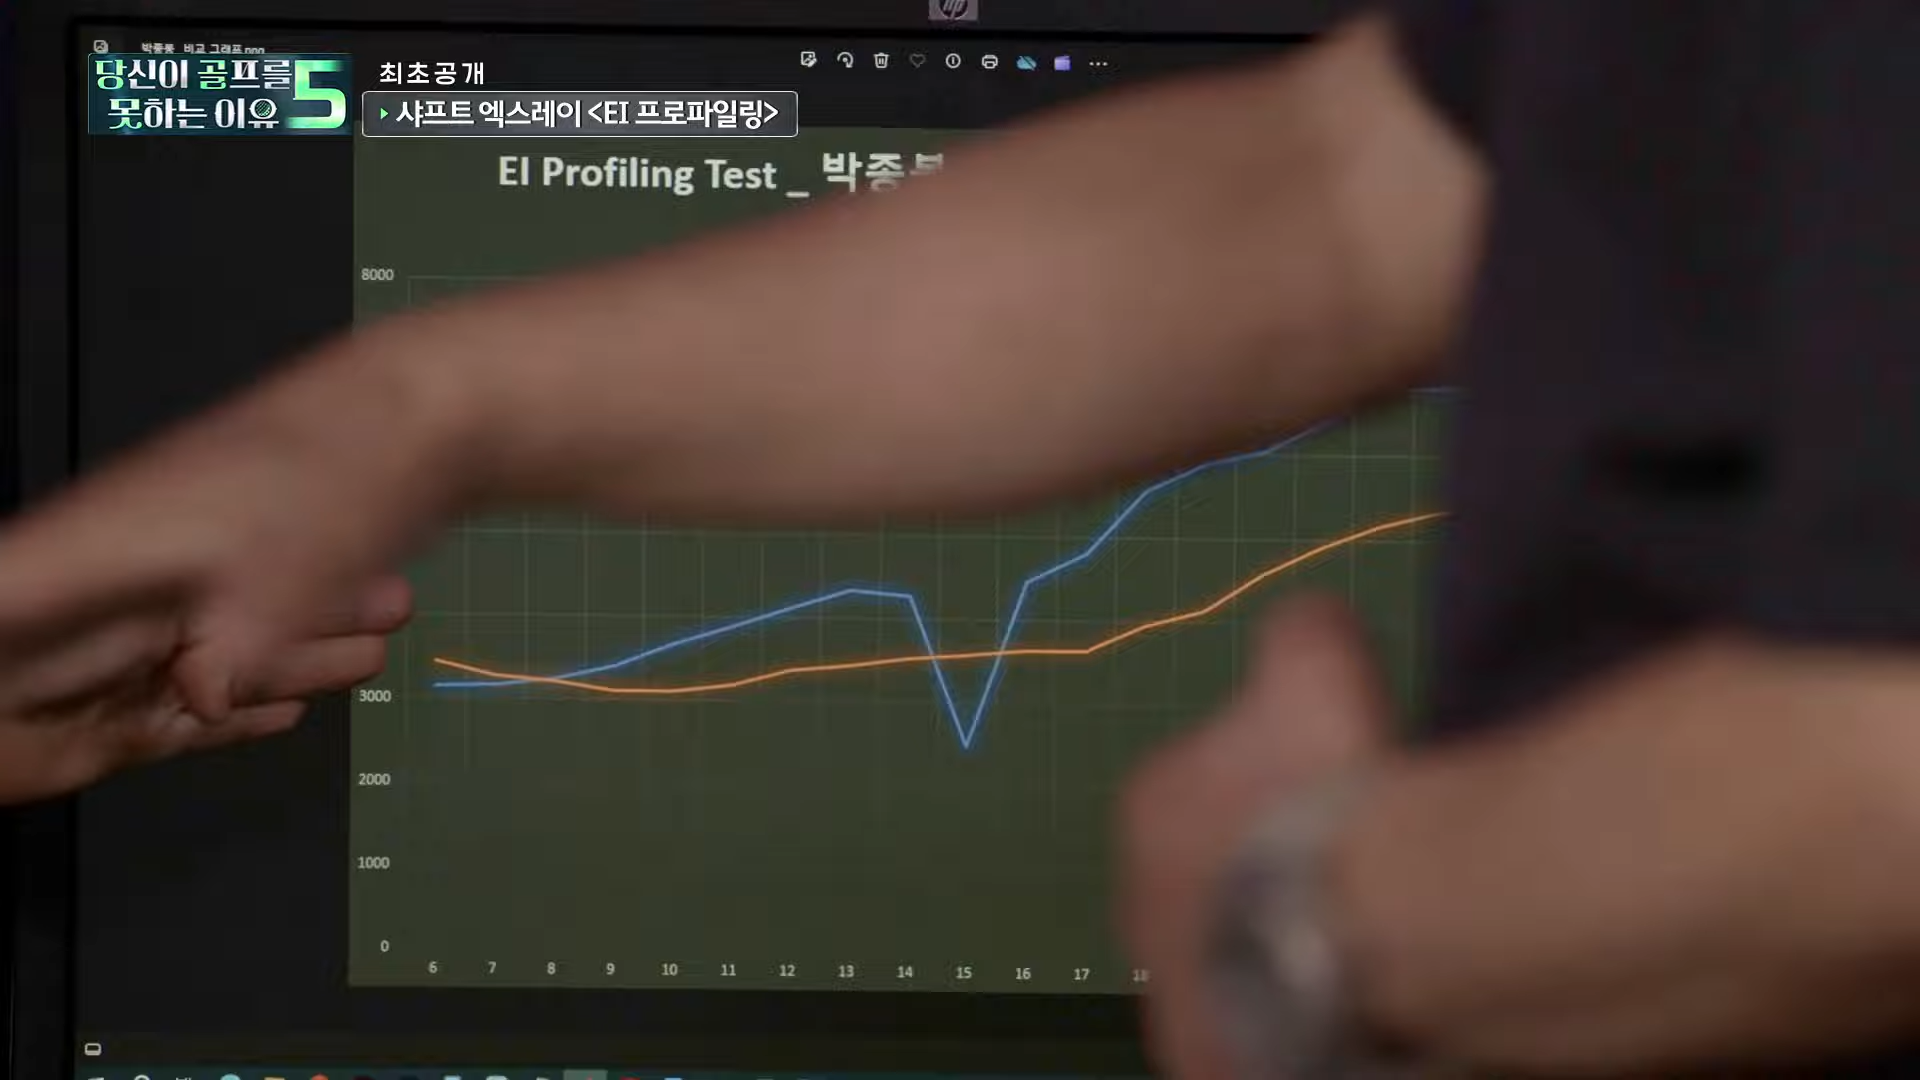 당신이 골프를
못하는 이유 5
최초공개
샤프트 엑스레이 <EI 프로파일링>
EI Profiling Test _ 박종
8000
3000
2000
1000
0
6 7 8 9 10 11 12 13 14 15 16 17 18
hp